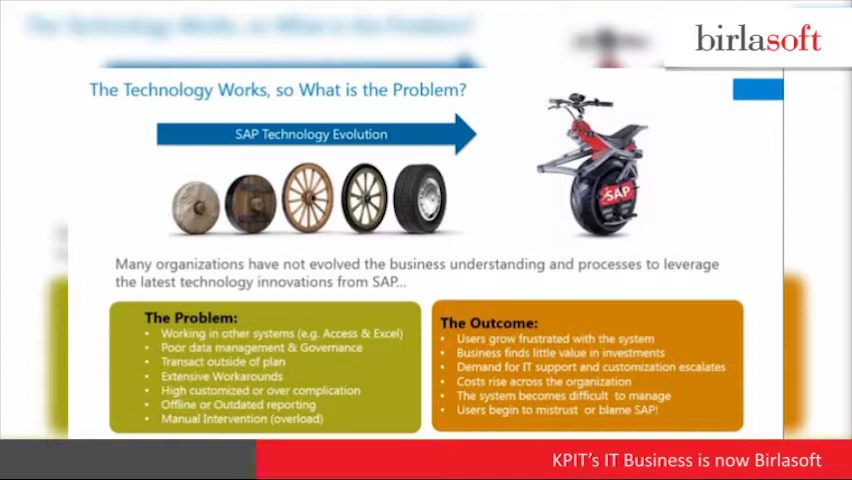 birlasoft
The Technology Works, so What is the Problem?
SAP Technology Evolution
SAP
Many organizations have not evolved the business understanding and processes to leverage
the latest technology innovations from SAP...
The Problem:
• Working in other systems (e.g. Access & Excel)
• Poor data management & Governance
• Transact outside of plan
• Extensive Workarounds
• High customized or over complication
• Offline or Outdated reporting
• Manual Intervention (overload)
The Outcome:
• Users grow frustrated with the system
• Business finds little value in investments
• Demand for IT support and customization escalates
• Costs rise across the organization
• The system becomes difficult to manage
• Users begin to mistrust or blame SAP!
KPIT's IT Business is now Birlasoft